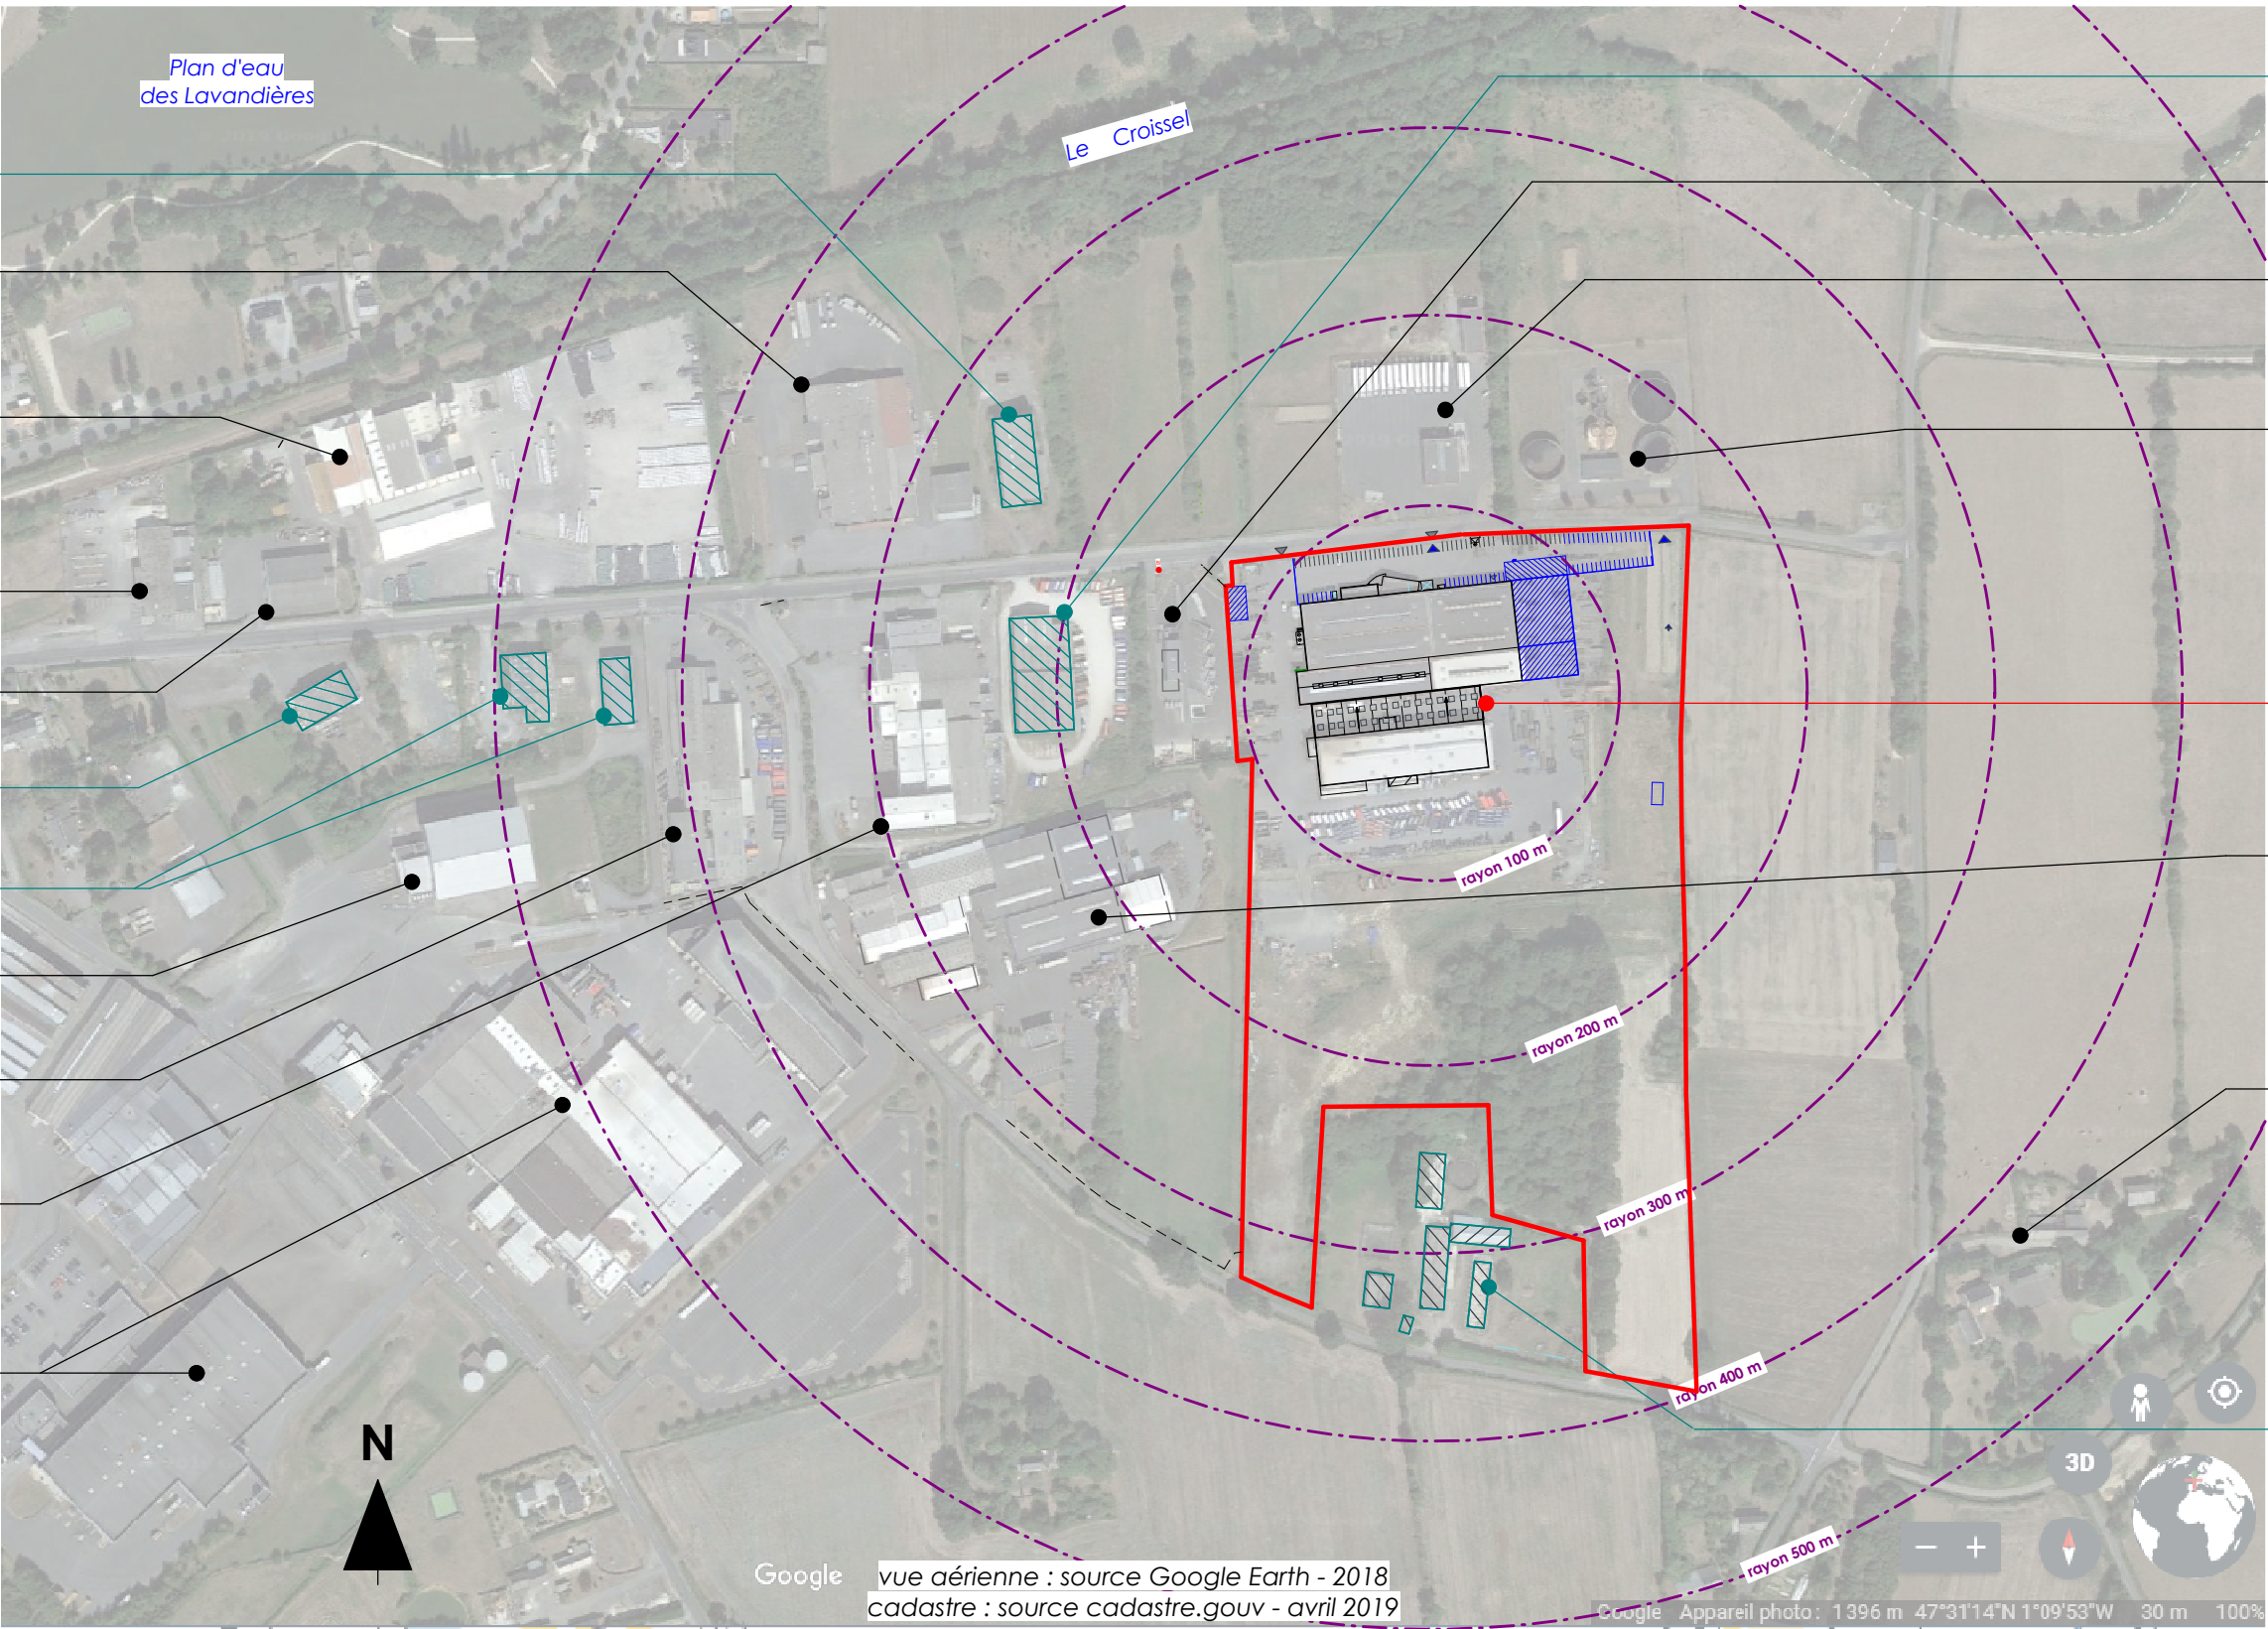 Plan d'eau
des Lavandières
Le Croissel
rayon 100 m
rayon 200 m
rayon 300 m
rayon 400 m
rayon 500 m
N
3D
Google
vue aérienne : source Google Earth - 2018
cadastre : source cadastre.gouv - avril 2019
Google Appareil photo : 1 396 m 47°31'14"N 1°09'53"W 30 m 100%